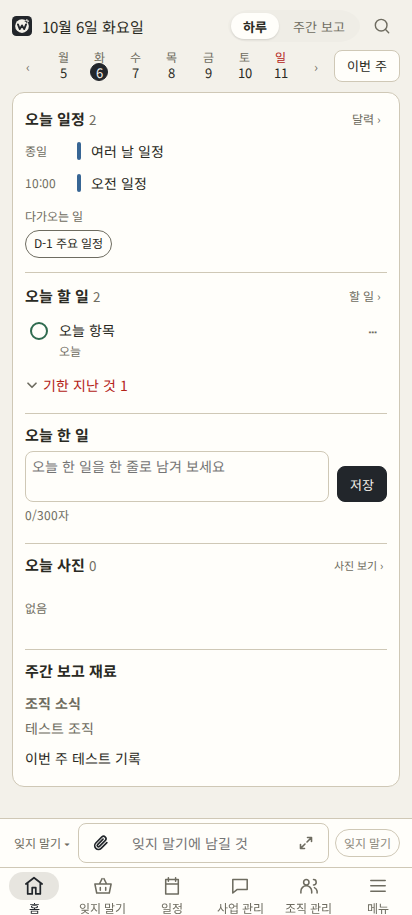 10월 6일 화요일
하루
주간 보고
‹
월
화
수
목
금
토
일
5
6
7
8
9
10
11
›
이번 주
오늘 일정 2
달력 ›
종일
여러 날 일정
10:00
오전 일정
다가오는 일
D-1 주요 일정
오늘 할 일 2
할 일 ›
오늘 항목
...
오늘
기한 지난 것 1
오늘 한 일
오늘 한 일을 한 줄로 남겨 보세요
저장
0/300자
오늘 사진 0
사진 보기 ›
없음
주간 보고 재료
조직 소식
테스트 조직
이번 주 테스트 기록
잊지 말기
잊지 말기에 남길 것
잊지 말기
홈
잊지 말기
일정
사업 관리
조직 관리
메뉴